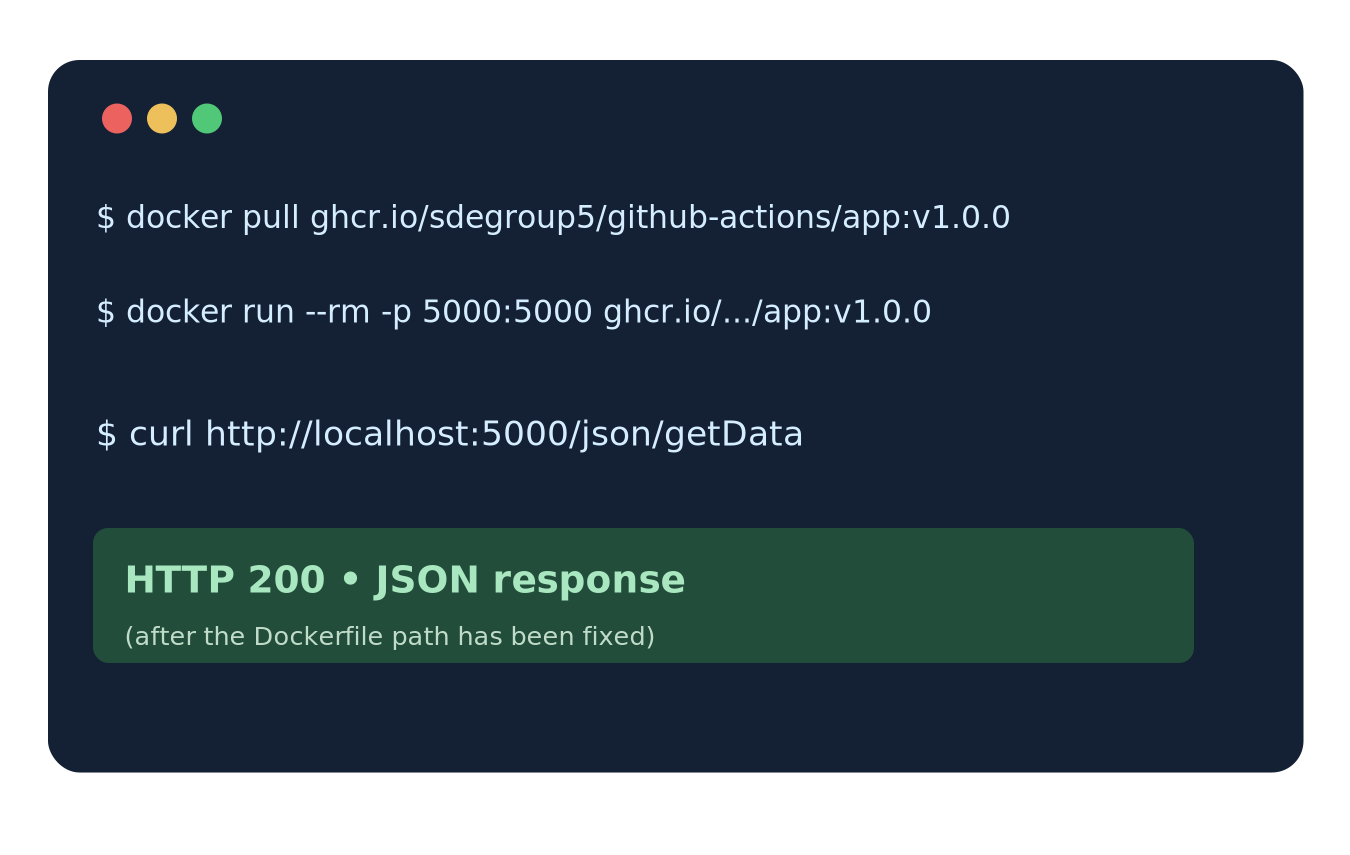 $ docker pull ghcr.io/sdegroup5/github-actions/app:v1.0.0
$ docker run --rm -p 5000:5000 ghcr.io/.../app:v1.0.0
$ curl http://localhost:5000/json/getData
HTTP 200 • JSON response
(after the Dockerfile path has been fixed)